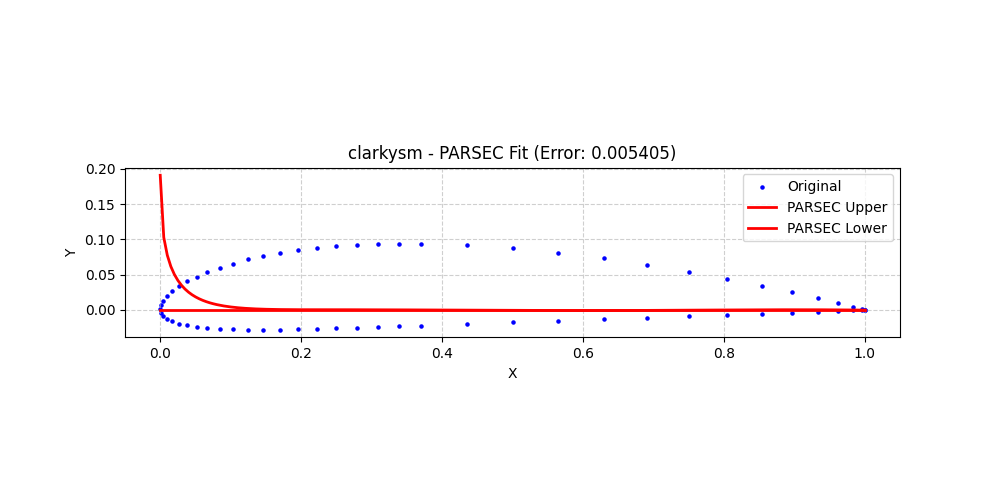 clarkysm - PARSEC Fit (Error: 0.005405)
Original
PARSEC Upper
PARSEC Lower
Y
0.20
0.15
0.10
0.05
0.00
0.0 0.2 0.4 0.6 0.8 1.0
X